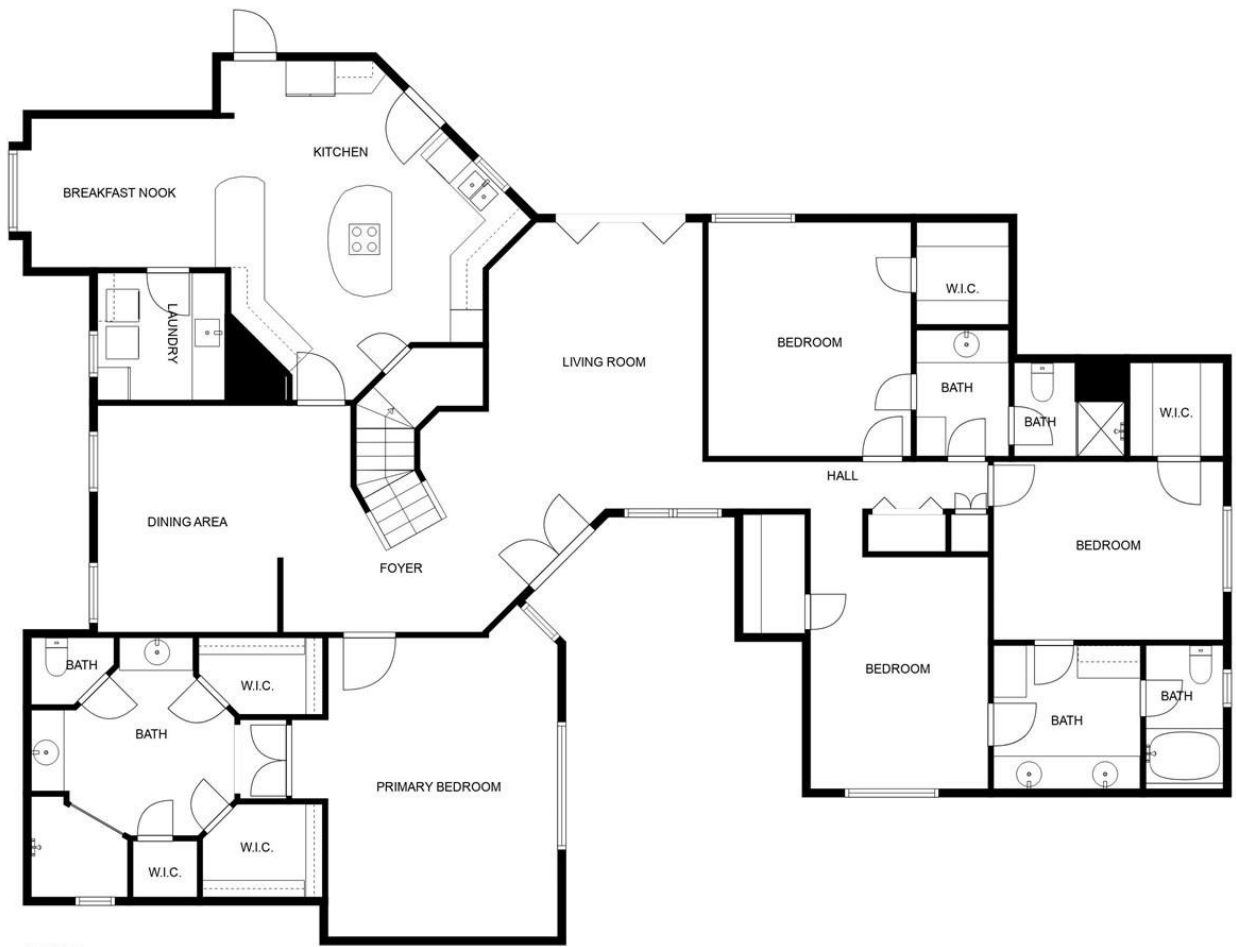 KITCHEN
BREAKFAST NOOK
W.I.C.
LAUNDRY
BEDROOM
LIVING ROOM
BATH
W.I.C.
BATH
HALL
DINING AREA
BEDROOM
FOYER
BATH
W.I.C.
BEDROOM
BATH
BATH
BATH
PRIMARY BEDROOM
W.I.C.
W.I.C.